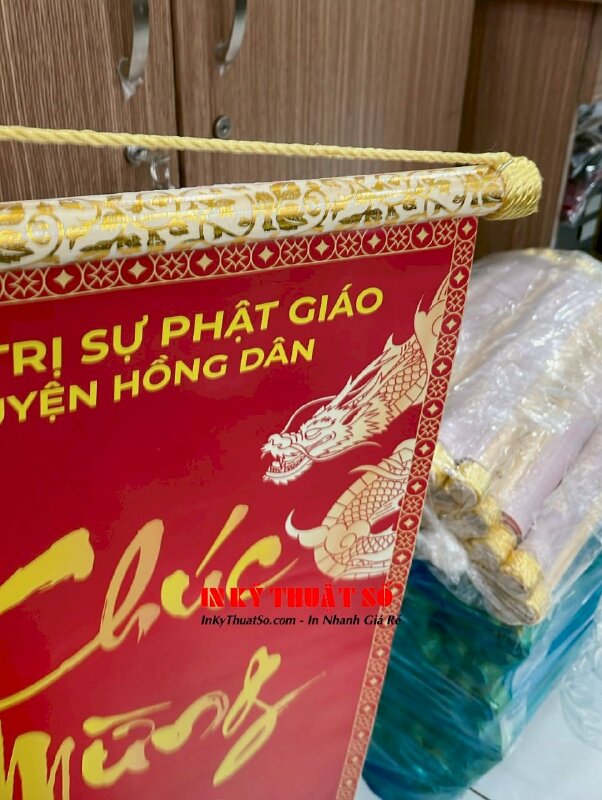 TRỊ SỰ PHẬT GIÁO
UYỆN HỒNG DÂN
Chúc
mừng
IN KỸ THUẬT SỐ
InKyThuatSo.com - In Nhanh Giá Rẻ